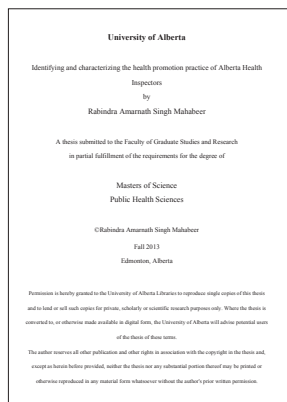 University of Alberta
Identifying and characterizing the health promotion practice of Alberta Health
Inspectors
by
Rabindra Amarnath Singh Mahabeer
A thesis submitted to the Faculty of Graduate Studies and Research
in partial fulfillment of the requirements for the degree of
Masters of Science
Public Health Sciences
©Rabindra Amarnath Singh Mahabeer
Fall 2013
Edmonton, Alberta
Permission is hereby granted to the University of Alberta Libraries to reproduce single copies of this thesis
and to lend or sell such copies for private, scholarly or scientific research purposes only. Where the thesis is
converted to, or otherwise made available in digital form, the University of Alberta will advise potential users
of the thesis of these terms.
The author reserves all other publication and other rights in association with the copyright in the thesis and,
except as herein before provided, neither the thesis nor any substantial portion thereof may be printed or
otherwise reproduced in any material form whatsoever without the author's prior written permission.